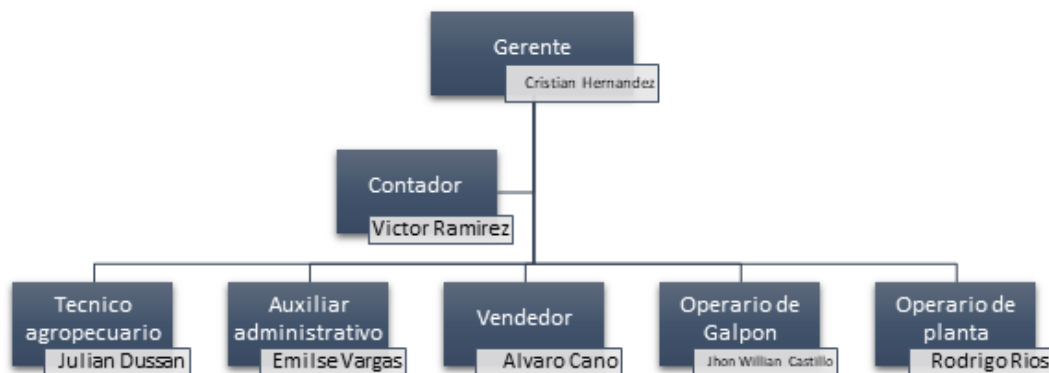 Gerente
Cristian Hernandez
Contador
Victor Ramirez
Tecnico
agropecuario
Julian Dussan
Auxiliar
administrativo
Emilse Vargas
Vendedor
Alvaro Cano
Operario de
Galpon
Jhon Willian Castillo
Operario de
planta
Rodrigo Rios